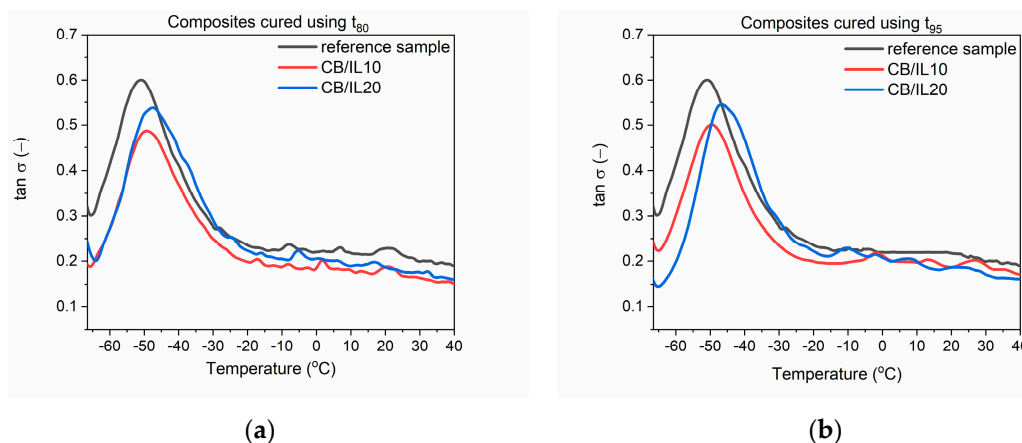 Composites cured using t80
0.7
0.6
0.5
0.4
0.3
0.2
0.1
tan σ (−)
reference sample
CB/IL10
CB/IL20
-60 -50 -40 -30 -20 -10 0 10 20 30 40
Temperature (°C)
(a)
Composites cured using t95
0.7
0.6
0.5
0.4
0.3
0.2
0.1
tan σ (−)
reference sample
CB/IL10
CB/IL20
-60 -50 -40 -30 -20 -10 0 10 20 30 40
Temperature (°C)
(b)